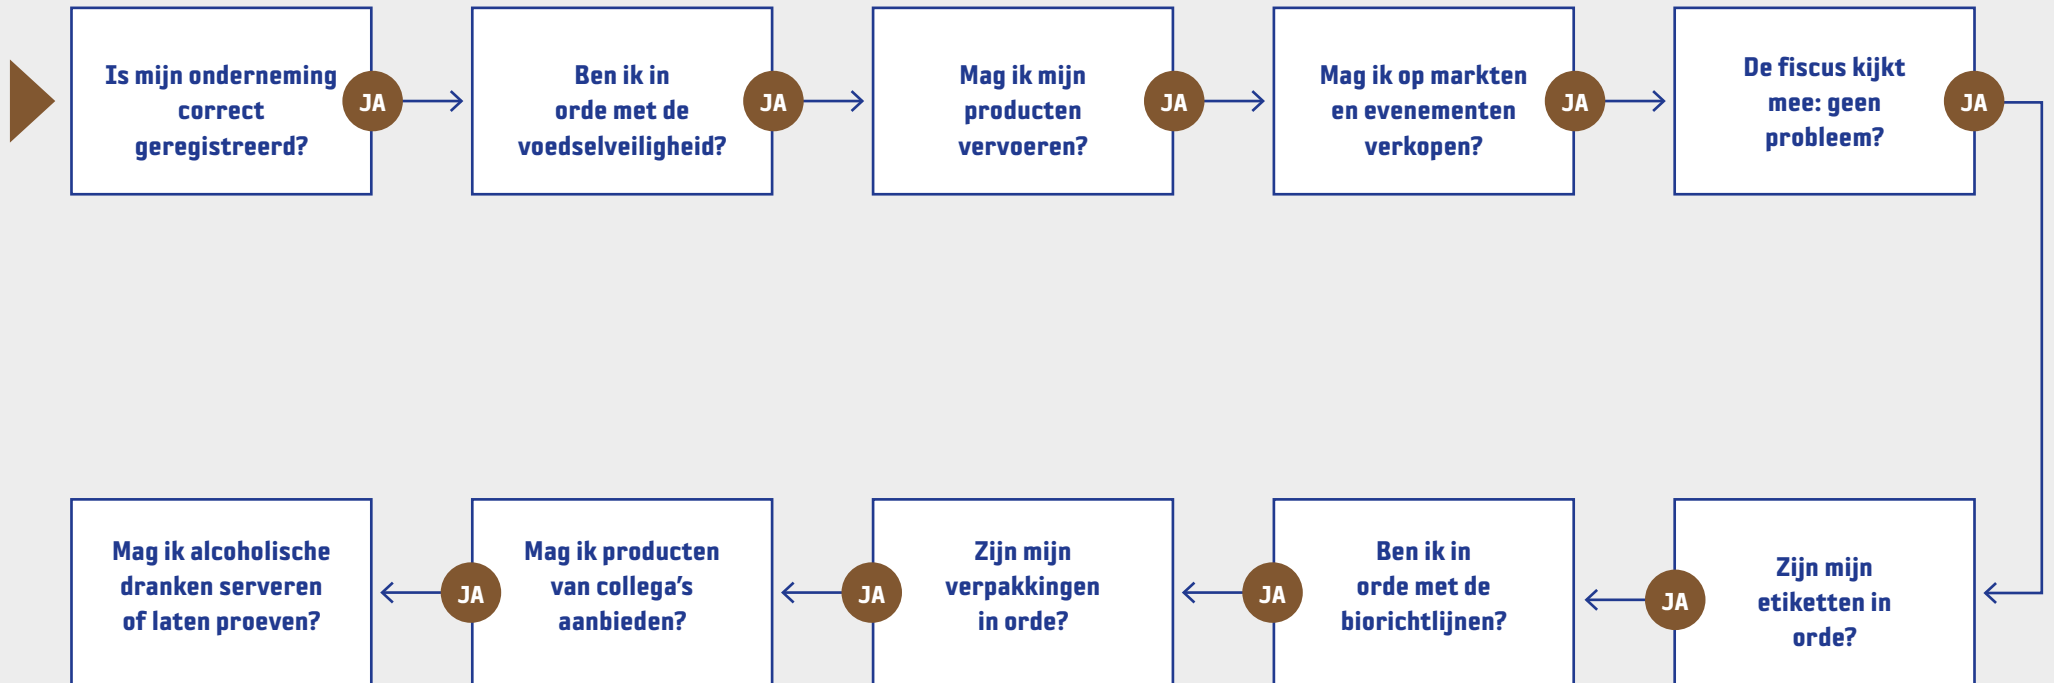 Is mijn onderneming
correct
geregistreerd?
JA
Ben ik in
orde met de
voedselveiligheid?
JA
Mag ik mijn
producten
vervoeren?
JA
Mag ik op markten
en evenementen
verkopen?
JA
De fiscus kijkt
mee: geen
probleem?
JA
Zijn mijn
etiketten in
orde?
JA
Ben ik in
orde met de
biorichtlijnen?
JA
Zijn mijn
verpakkingen
in orde?
JA
Mag ik producten
van collega's
aanbieden?
JA
Mag ik alcoholische
dranken serveren
of laten proeven?